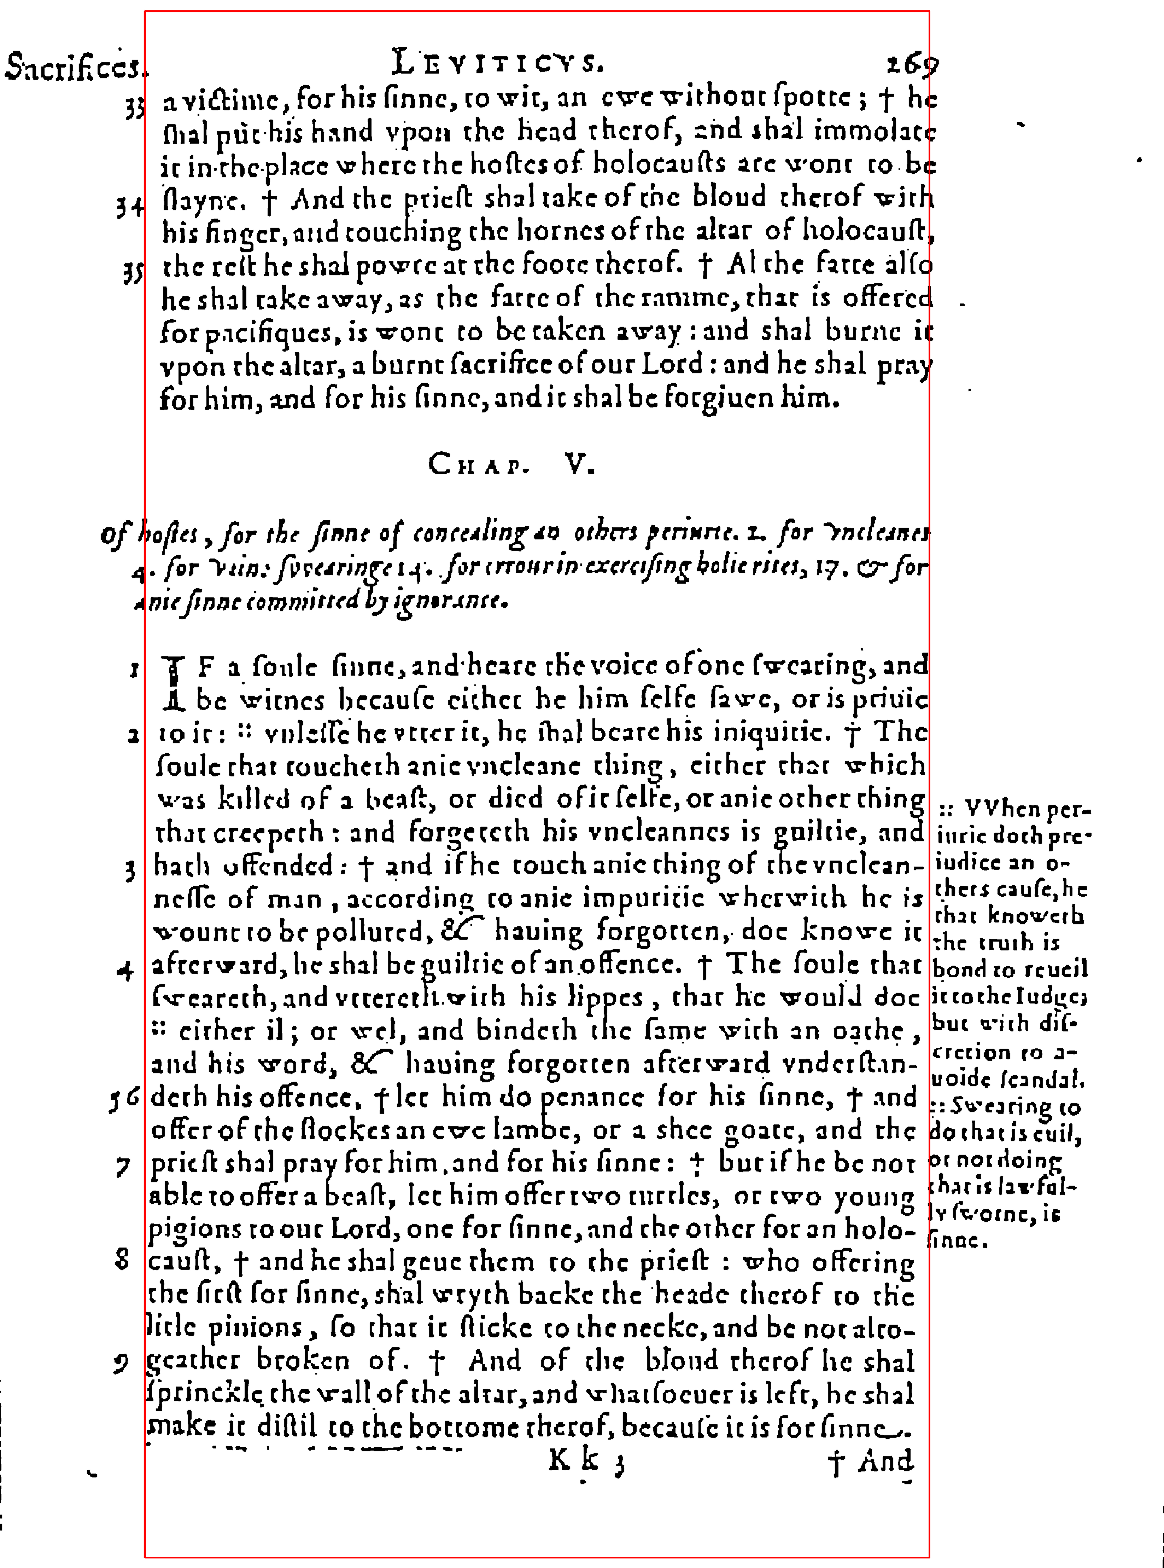 Sacrifices. LEVITICVS. 269
33 a victime, for his ſinne, to wit, an ewe without ſpotte; † he
ſhal put his hand vpon the head therof, and shal immolate
it in the place where the hoſtes of holocauſts are wont to be
34 ſlayne. † And the prieſt shal take of the bloud therof with
his finger, and touching the hornes of the altar of holocauſt,
35 the reſt he shal powre at the foote therof. † Al the fatte alſo
he shal take away, as the fatte of the ramme, that is offered
for pacifiques, is wont to be taken away: and shal burne it
vpon the altar, a burnt ſacrifice of our Lord: and he shal pray
for him, and for his ſinne, and it shal be forgiuen him.
CHAP. V.
Of hoſtes, for the ſinne of concealing an others periurie. 2. for vncleanes
4. for vaine ſwearinge 14. for errour in exerciſing holie rites, 17. & for
anie ſinne committed by ignorance.
1 IF a ſoule ſinne, and heare the voice of one ſwearing, and
be witnes becauſe either he him ſelfe ſawe, or is priuie
2 to it: :: vnleſſe he vtter it, he ſhal beare his iniquitie. † The
ſoule that toucheth anie vncleane thing, either that which
was killed of a beaſt, or died of it ſelfe, or anie other thing
that creepeth: and forgeteth his vncleannes is guiltie, and
3 hath offended: † and if he touch anie thing of the vnclean-
neſſe of man, according to anie impuritie wherwith he is
wount to be polluted, & hauing forgotten, doe knowe it
4 afterward, he shal be guiltie of an offence. † The ſoule that
ſweareth, and vttereth with his lippes, that he would doe
:: either il; or wel, and bindeth the ſame with an oathe,
and his word, & hauing forgotten afterward vnderſtan-
5 6 deth his offence, † let him do penance for his ſinne, † and
offer of the flockes an ewe lambe, or a shee goate, and the
7 prieſt shal pray for him, and for his ſinne: † but if he be not
able to offer a beaſt, let him offer two turtles, or two young
pigions to our Lord, one for ſinne, and the other for an holo-
8 cauſt, † and he shal geue them to the prieſt: who offering
the firſt for ſinne, shal wryth backe the heade therof to the
litle pinions, ſo that it ſticke to the necke, and be not alto-
9 geather broken of. † And of the bloud therof he shal
ſprinckle the wall of the altar, and whatſoeuer is left, he shal
make it diſtil to the bottome therof, becauſe it is for ſinne.
:: VVhen per-
iurie doth pre-
iudice an o-
thers cauſe, he
that knoweth
the truth is
bond to reueil
it to the Iudge;
but with diſ-
cretion to a-
uoide ſcandal.
:: Swearing to
do that is euil,
or not doing
that is lawful-
ly ſworne, is
ſinne.
Kk 3 † And